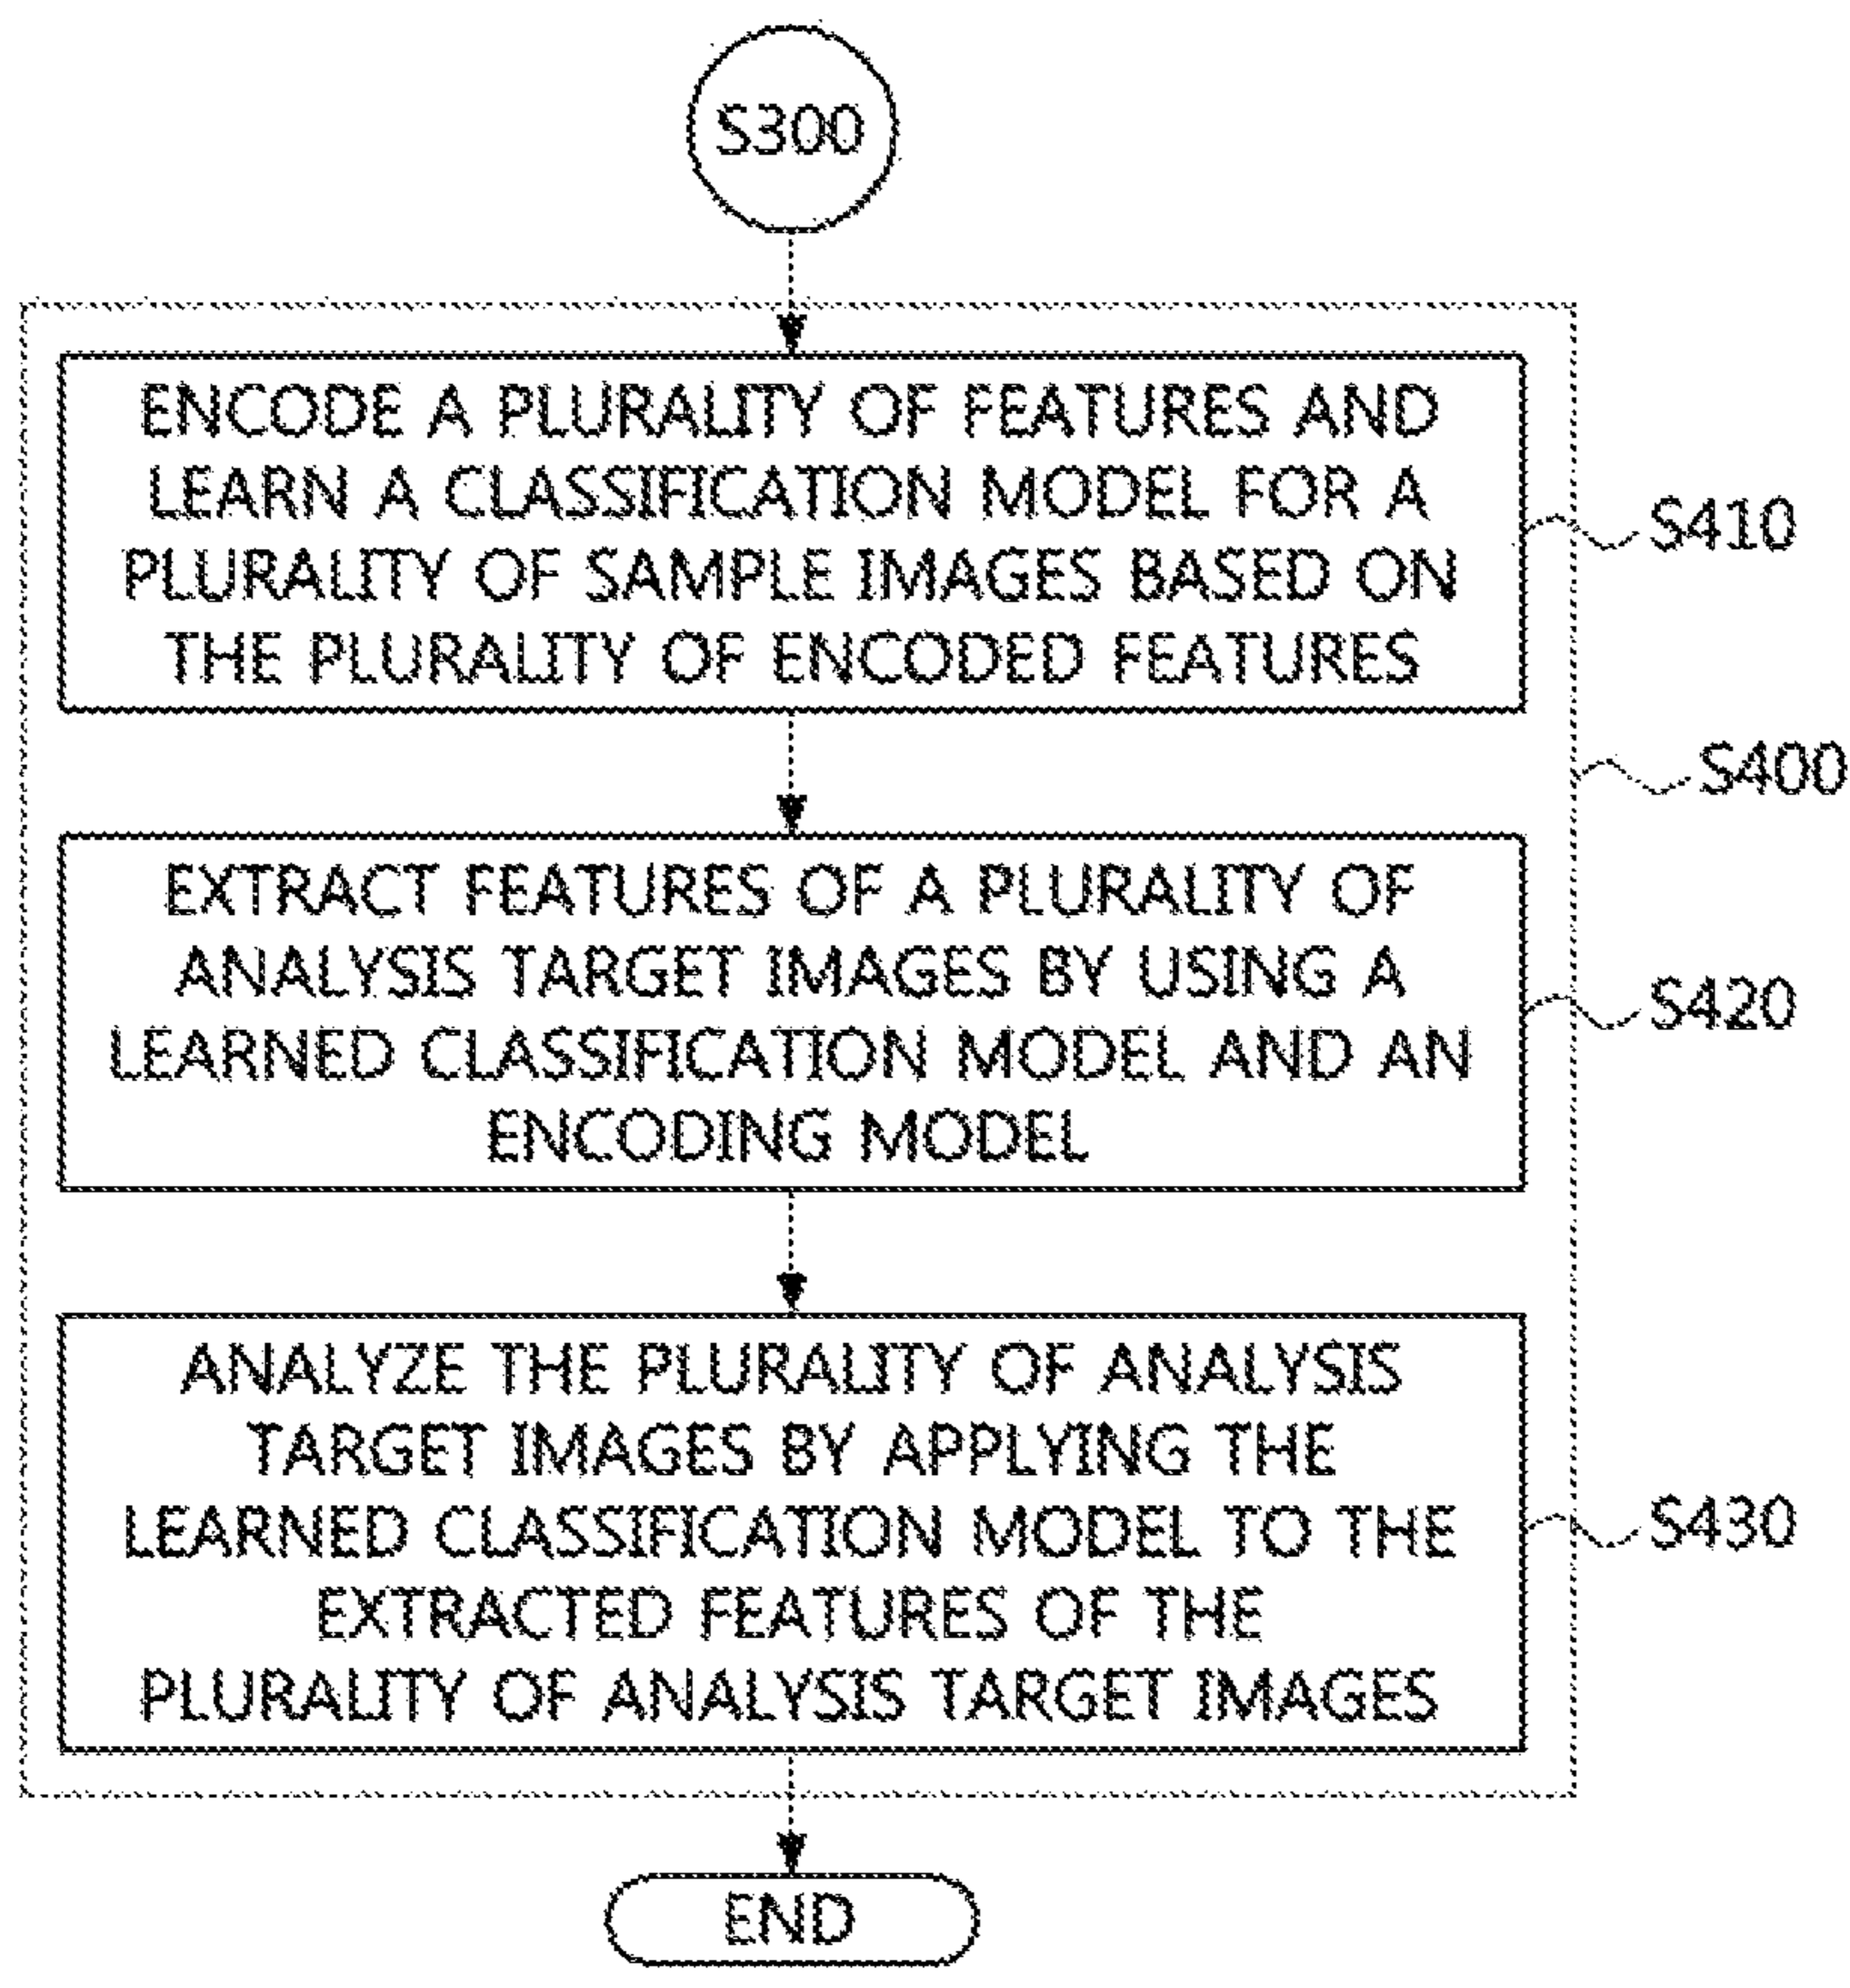 S300
ENCODE A PLURALITY OF FEATURES AND
LEARN A CLASSIFICATION MODEL FOR A
PLURALITY OF SAMPLE IMAGES BASED ON
THE PLURALITY OF ENCODED FEATURES
S410
S400
EXTRACT FEATURES OF A PLURALITY OF
ANALYSIS TARGET IMAGES BY USING A
LEARNED CLASSIFICATION MODEL AND AN
ENCODING MODEL
S420
ANALYZE THE PLURALITY OF ANALYSIS
TARGET IMAGES BY APPLYING THE
LEARNED CLASSIFICATION MODEL TO THE
EXTRACTED FEATURES OF THE
PLURALITY OF ANALYSIS TARGET IMAGES
S430
END